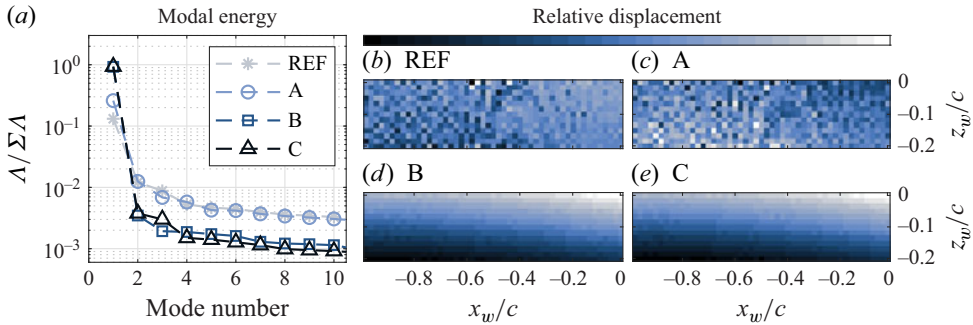 (a) Modal energy
Relative displacement
10⁰
10⁻¹
10⁻²
10⁻³
Λ/ΣΛ
0 2 4 6 8 10
Mode number
REF
A
B
C
(b) REF
(c) A
0
−0.1
−0.2
z_w/c
(d) B
(e) C
0
−0.1
−0.2
z_w/c
−0.8 −0.6 −0.4 −0.2 0
x_w/c
−0.8 −0.6 −0.4 −0.2 0
x_w/c